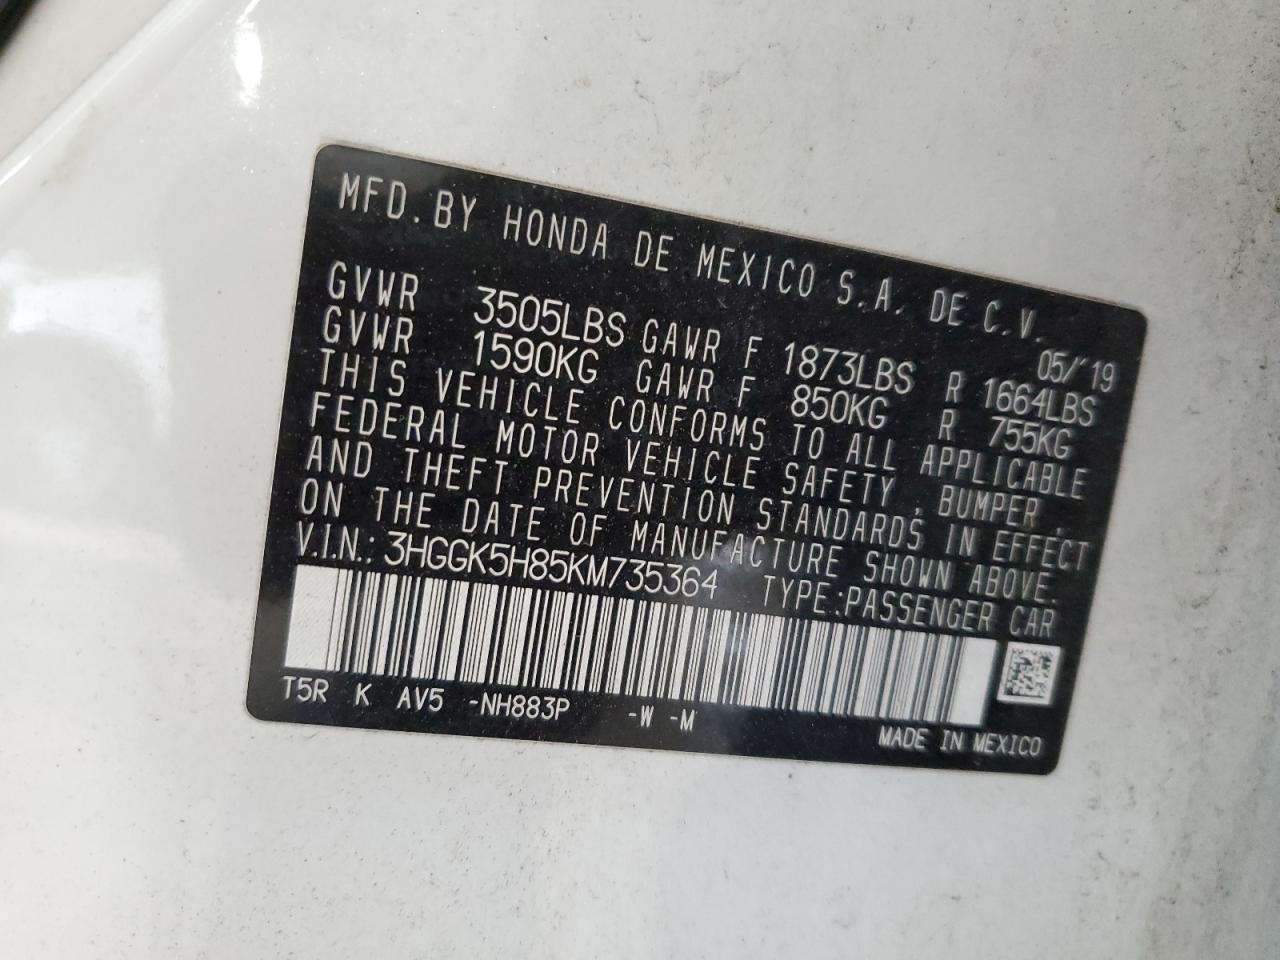 MFD. BY HONDA DE MEXICO S.A. DE C.V.
05/'19
GVWR 3505LBS GAWR F 1873LBS R 1664LBS
GVWR 1590KG GAWR F 850KG R 755KG
THIS VEHICLE CONFORMS TO ALL APPLICABLE
FEDERAL MOTOR VEHICLE SAFETY, BUMPER,
AND THEFT PREVENTION STANDARDS IN EFFECT
ON THE DATE OF MANUFACTURE SHOWN ABOVE.
V.I.N.: 3HGGK5H85KM735364 TYPE:PASSENGER CAR
T5R K AV5 -NH883P -W -M
MADE IN MEXICO